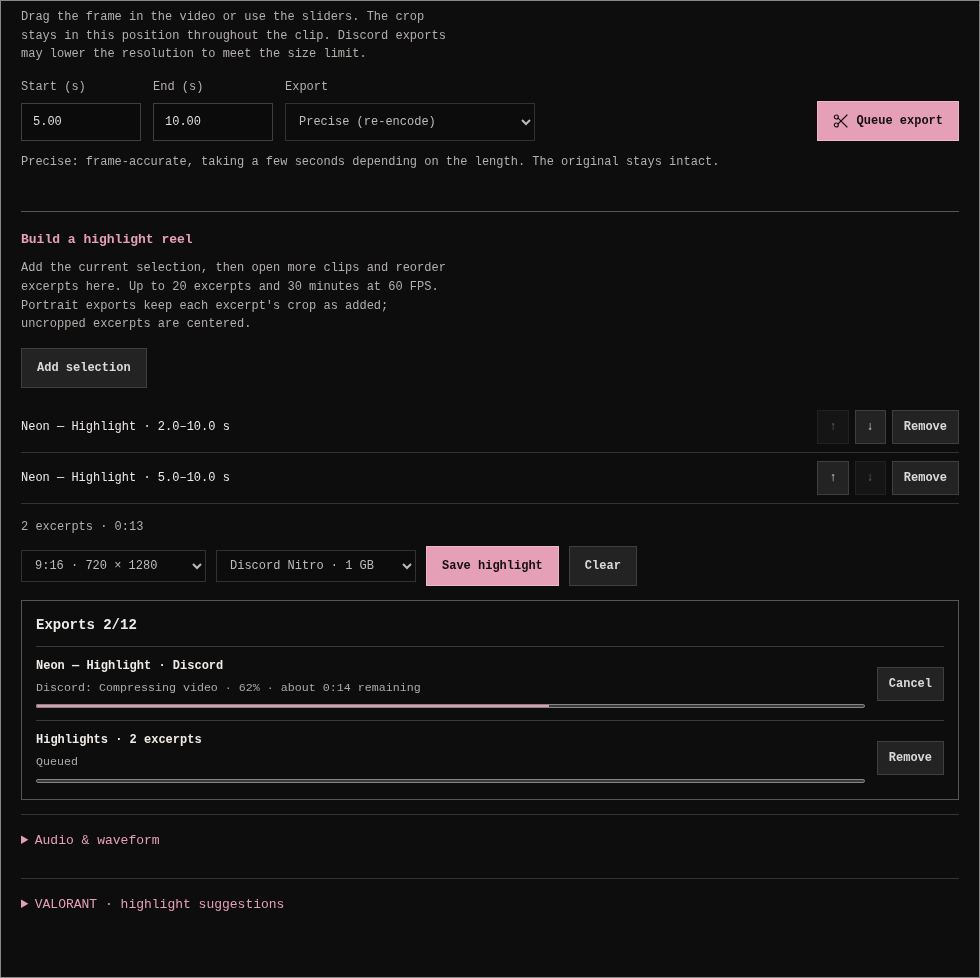 Drag the frame in the video or use the sliders. The crop
stays in this position throughout the clip. Discord exports
may lower the resolution to meet the size limit.
Start (s) End (s) Export
5.00 10.00 Precise (re-encode) Queue export
Precise: frame-accurate, taking a few seconds depending on the length. The original stays intact.
Build a highlight reel
Add the current selection, then open more clips and reorder
excerpts here. Up to 20 excerpts and 30 minutes at 60 FPS.
Portrait exports keep each excerpt's crop as added;
uncropped excerpts are centered.
Add selection
Neon — Highlight · 2.0–10.0 s ↑ ↓ Remove
Neon — Highlight · 5.0–10.0 s ↑ ↓ Remove
2 excerpts · 0:13
9:16 · 720 × 1280 Discord Nitro · 1 GB Save highlight Clear
Exports 2/12
Neon — Highlight · Discord
Discord: Compressing video · 62% · about 0:14 remaining
Cancel
Highlights · 2 excerpts
Queued
Remove
Audio & waveform
VALORANT · highlight suggestions